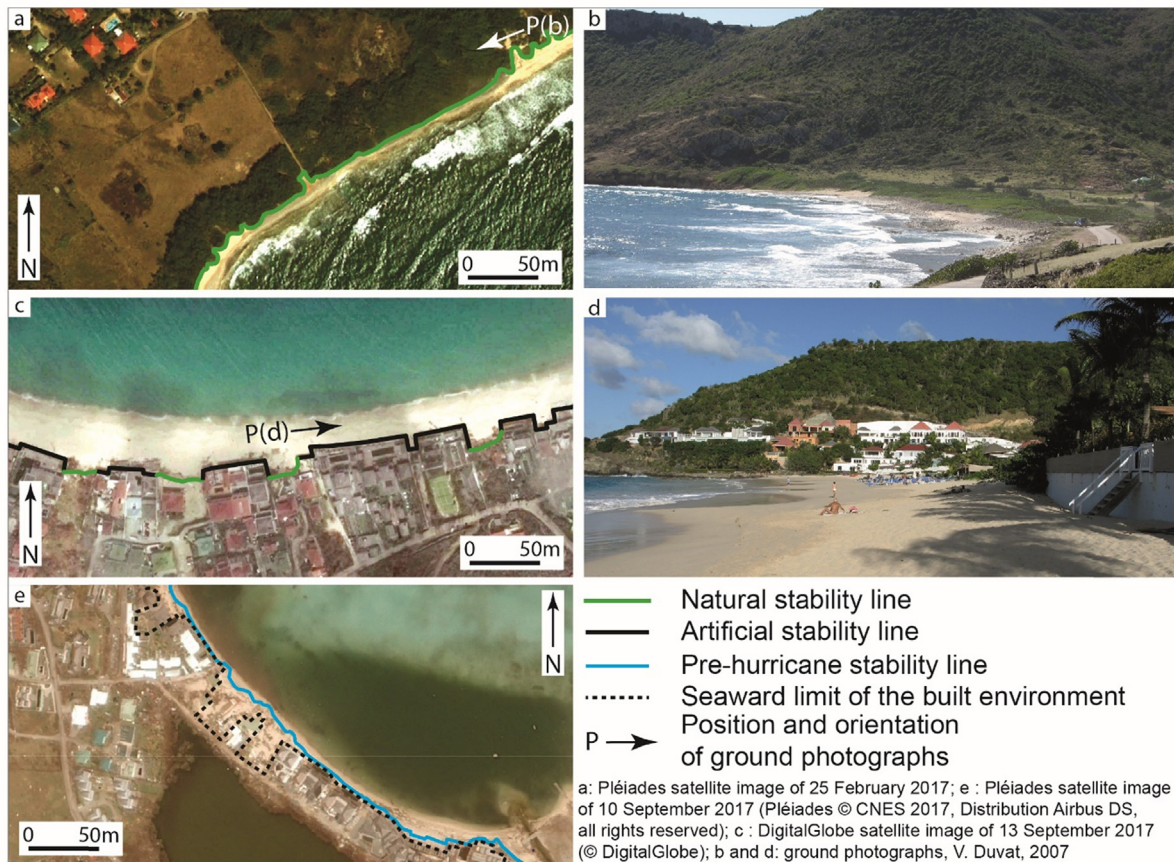 a
P(b)
N
0 50m
b
c
P(d)
N
0 50m
d
e
N
0 50m
Natural stability line
Artificial stability line
Pre-hurricane stability line
Seaward limit of the built environment
P Position and orientation
of ground photographs
a: Pléiades satellite image of 25 February 2017; e : Pléiades satellite image
of 10 September 2017 (Pléiades © CNES 2017, Distribution Airbus DS,
all rights reserved); c : DigitalGlobe satellite image of 13 September 2017
(© DigitalGlobe); b and d: ground photographs, V. Duvat, 2007